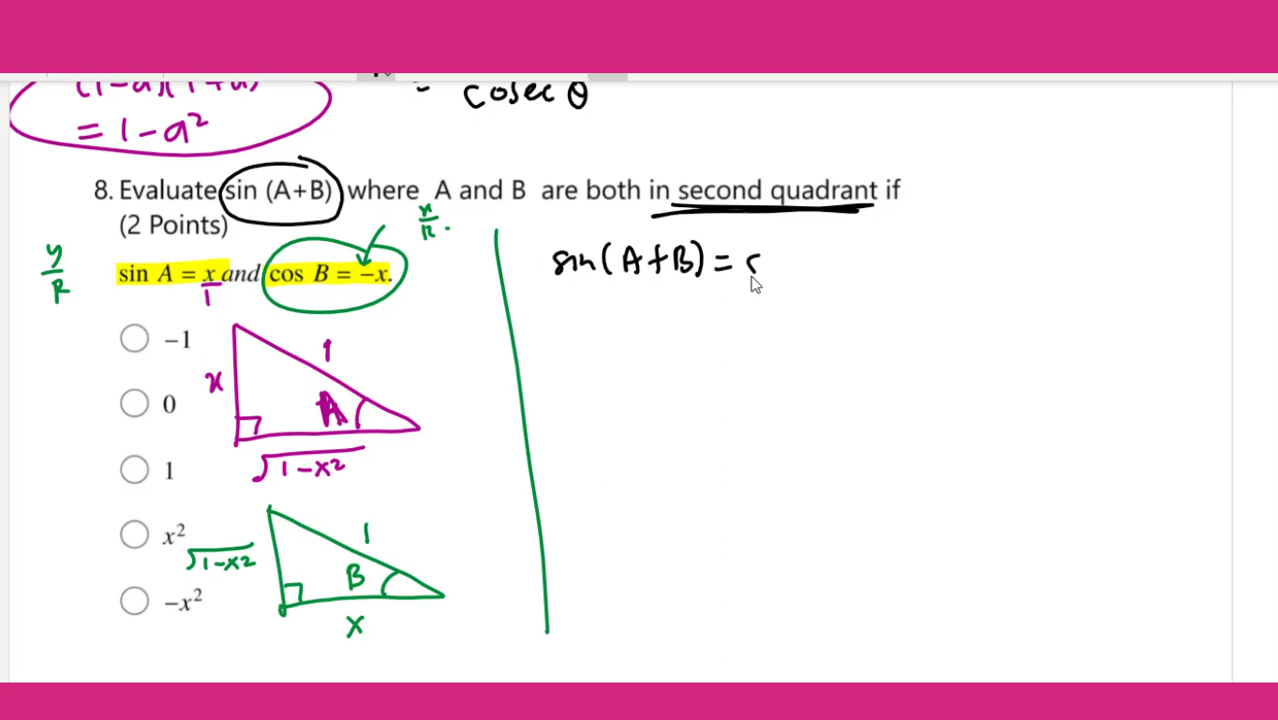 = cosec θ
= 1 - a²
8. Evaluate sin (A+B) where A and B are both in second quadrant if
(2 Points)
x/R.
y/R
sin A = x/1 and cos B = −x.
sin(A+B) =
−1
0
1
x²
−x²
1
x
A
√1-x²
1
√1-x²
B
x